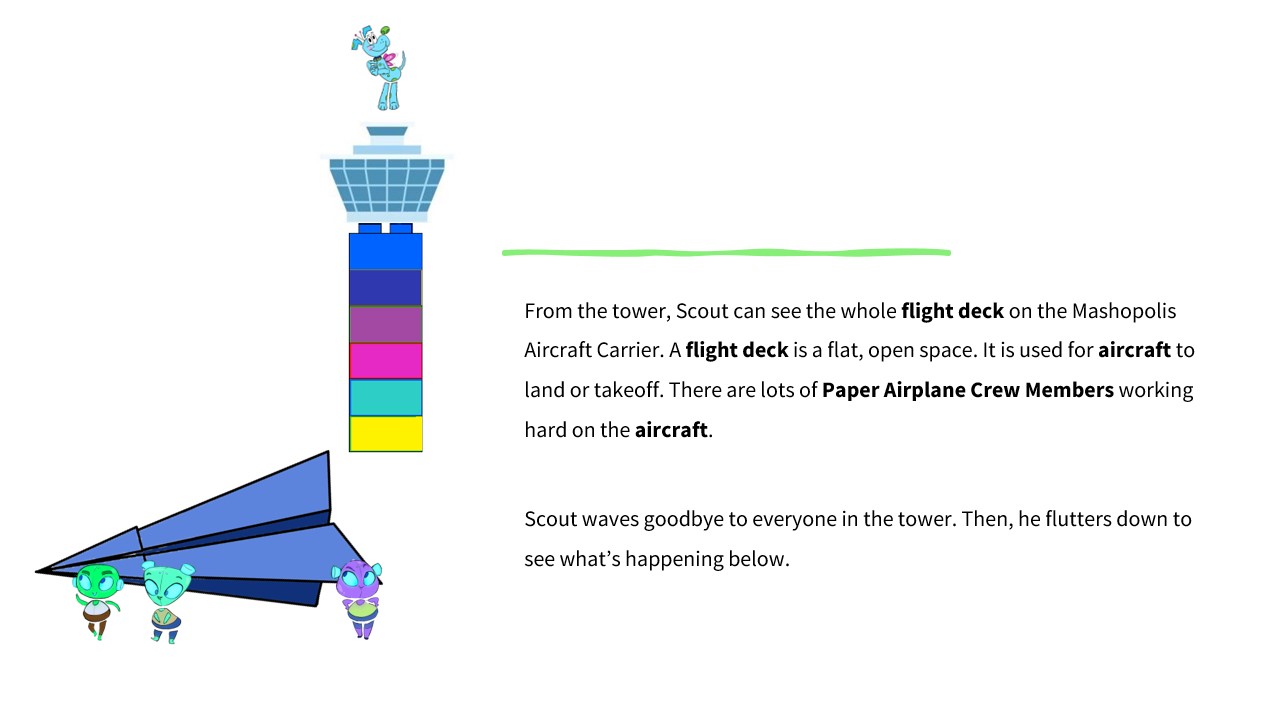 From the tower, Scout can see the whole flight deck on the Mashopolis
Aircraft Carrier. A flight deck is a flat, open space. It is used for aircraft to
land or takeoff. There are lots of Paper Airplane Crew Members working
hard on the aircraft.
Scout waves goodbye to everyone in the tower. Then, he flutters down to
see what’s happening below.